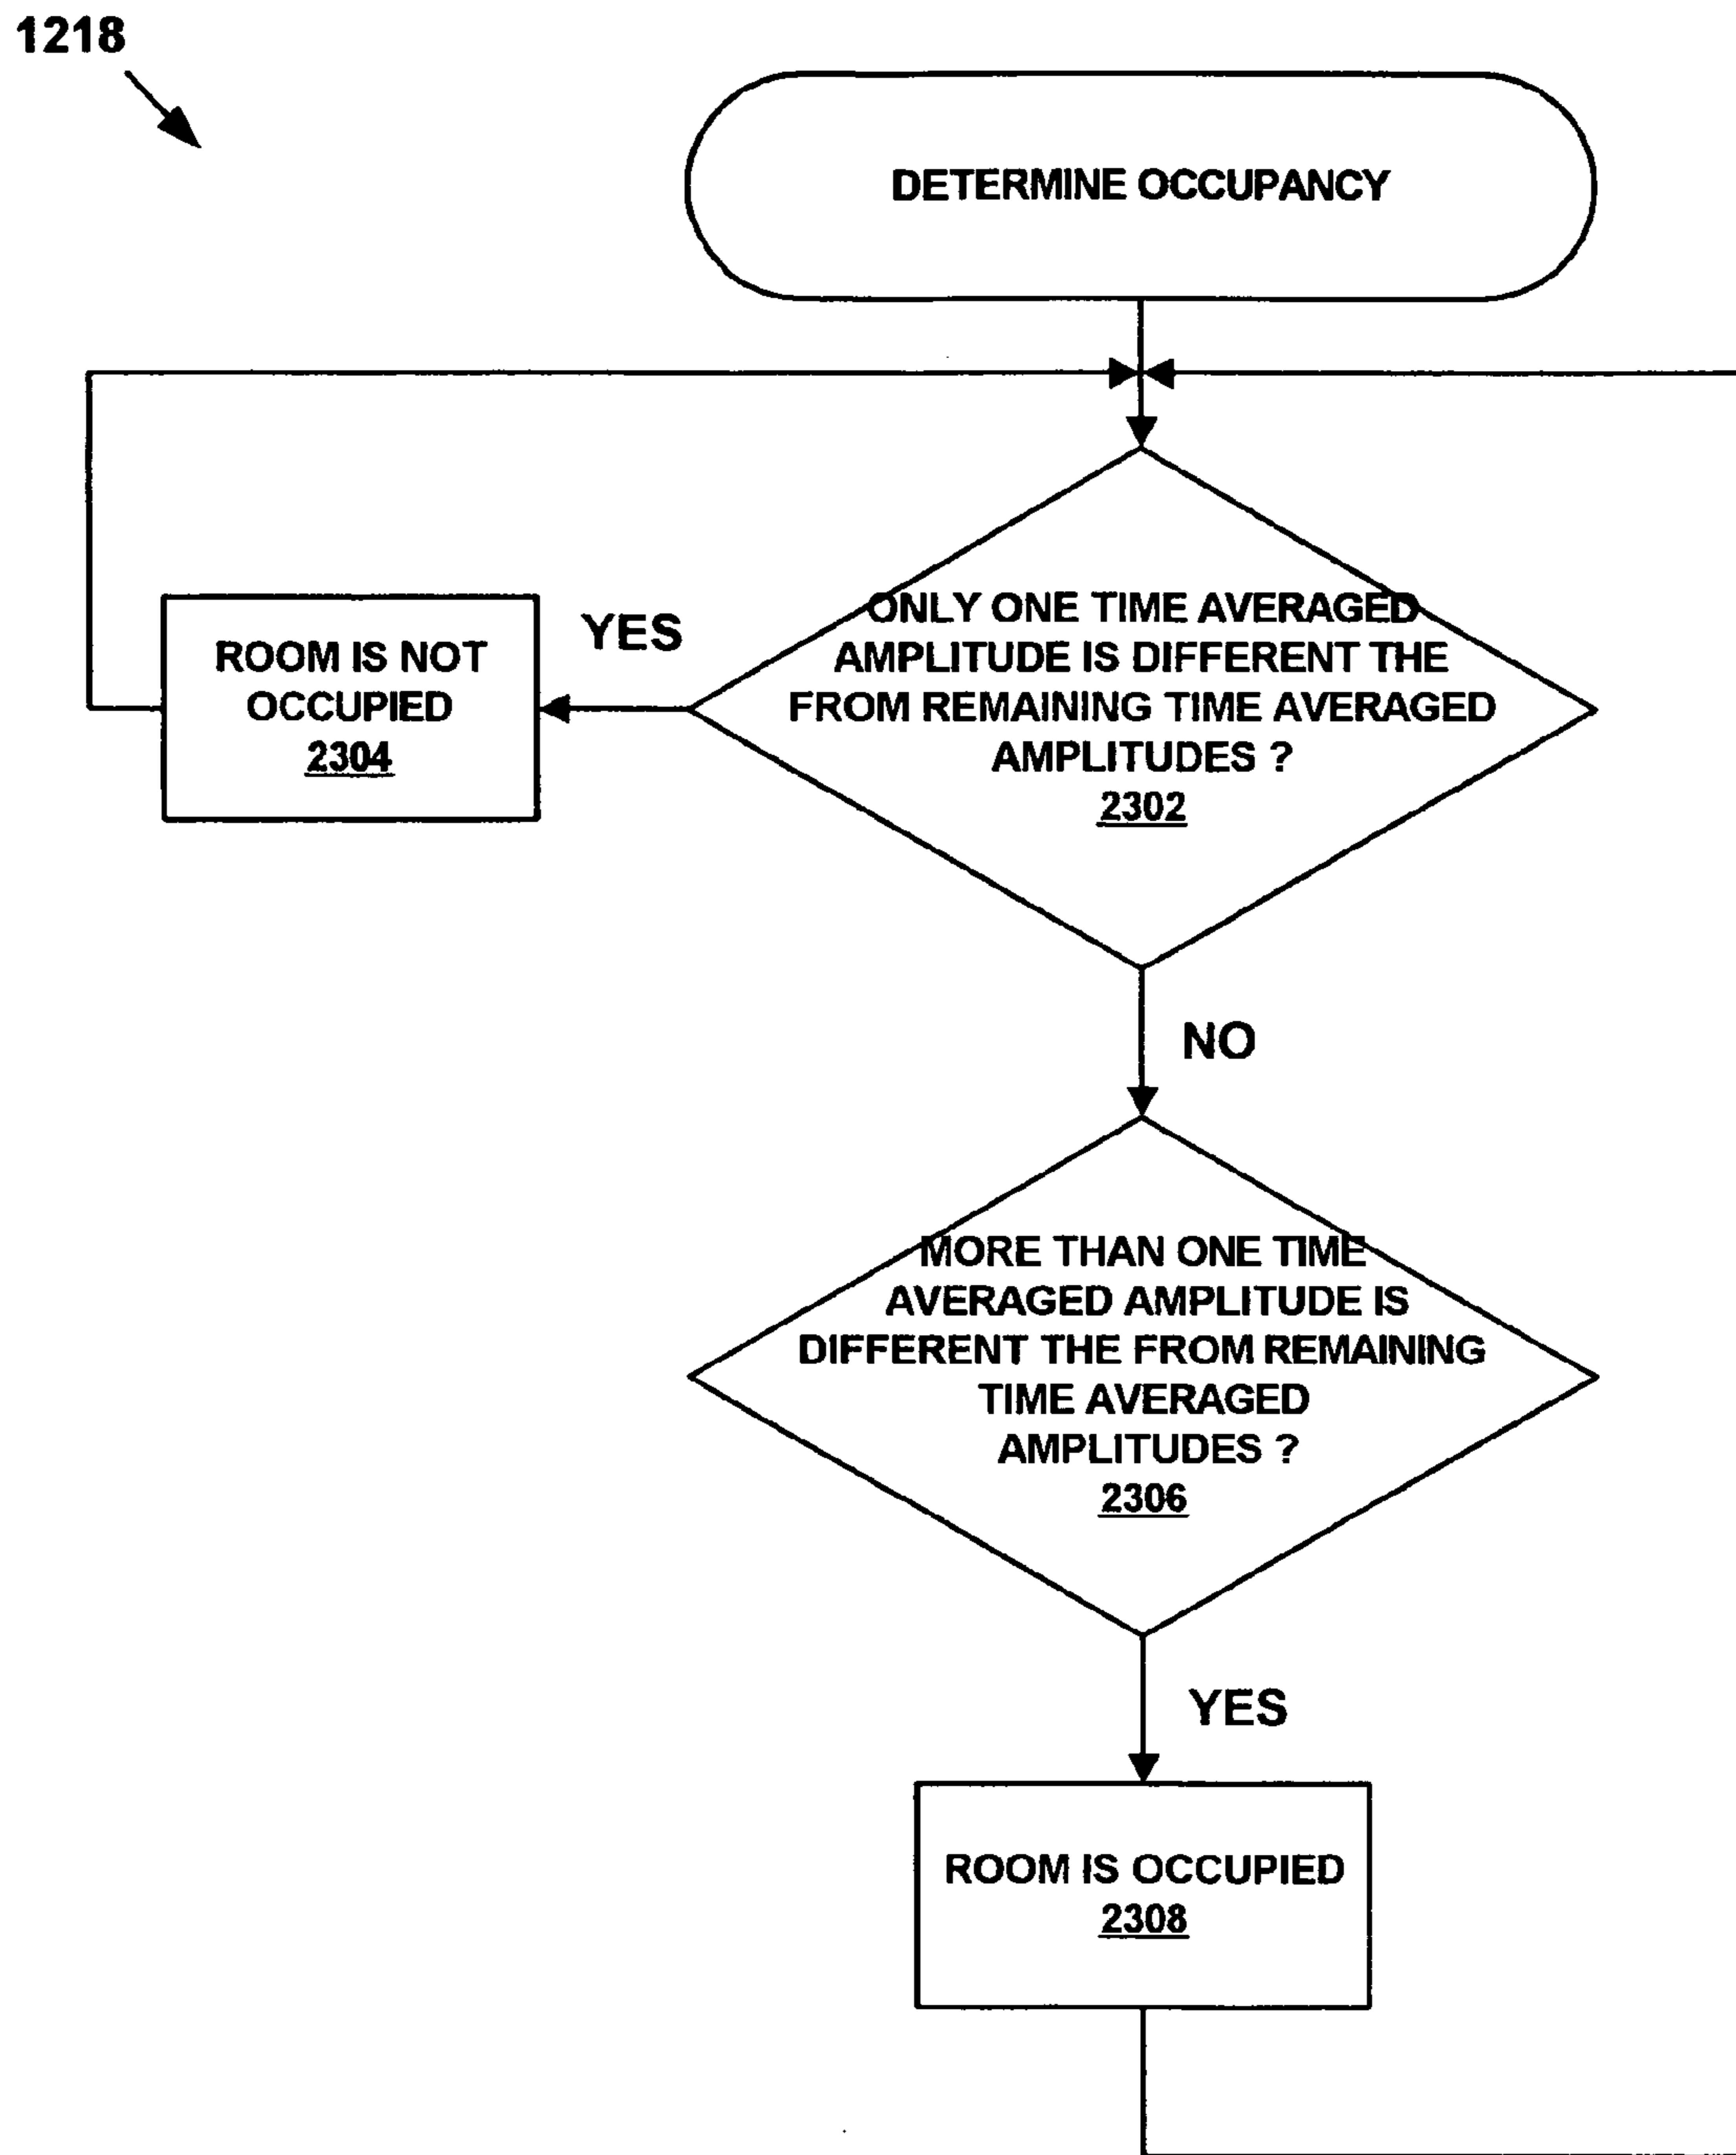 1218
DETERMINE OCCUPANCY
ONLY ONE TIME AVERAGED
AMPLITUDE IS DIFFERENT THE
FROM REMAINING TIME AVERAGED
AMPLITUDES ?
2302
YES
ROOM IS NOT
OCCUPIED
2304
NO
MORE THAN ONE TIME
AVERAGED AMPLITUDE IS
DIFFERENT THE FROM REMAINING
TIME AVERAGED
AMPLITUDES ?
2306
YES
ROOM IS OCCUPIED
2308